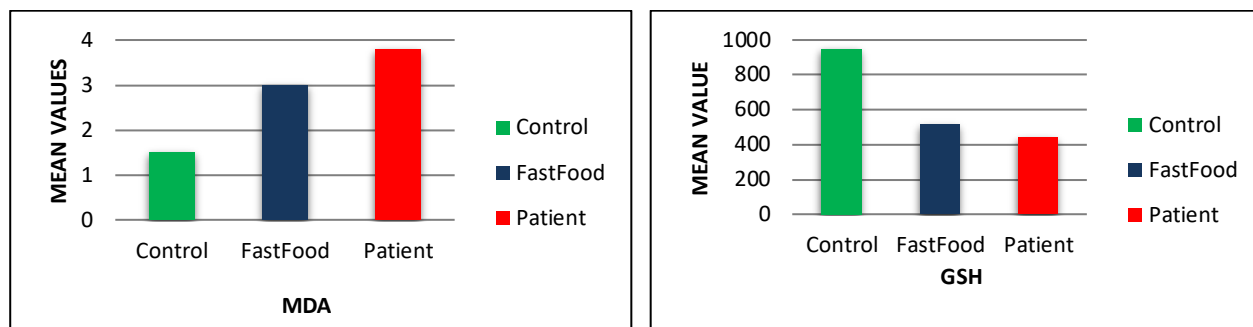 MEAN VALUES
4
3
2
1
0
Control
FastFood
Patient
MDA
Control
FastFood
Patient
MEAN VALUE
1000
800
600
400
200
0
Control
FastFood
Patient
GSH
Control
FastFood
Patient